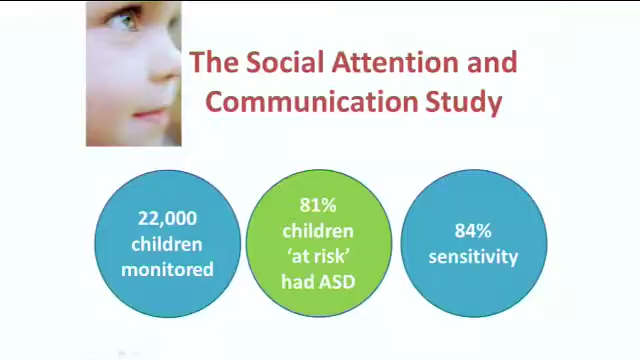 The Social Attention and
Communication Study
22,000
children
monitored
81%
children
‘at risk’
had ASD
84%
sensitivity